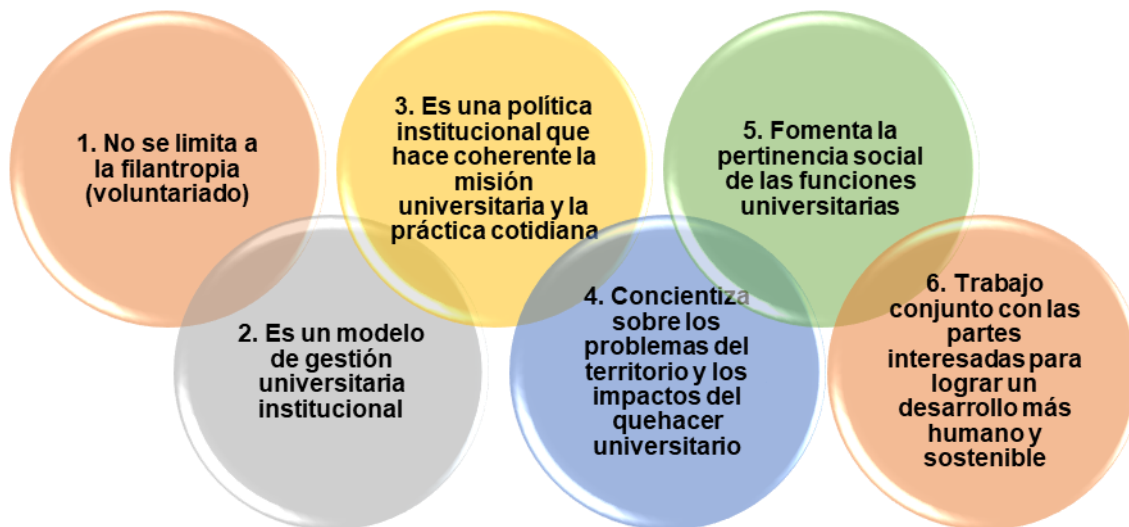 1. No se limita a
la filantropia
(voluntariado)
2. Es un modelo
de gestión
universitaria
institucional
3. Es una política
institucional que
hace coherente la
misión
universitaria y la
práctica cotidiana
4. Concientiza
sobre los
problemas del
territorio y los
impactos del
quehacer
universitario
5. Fomenta la
pertinencia social
de las funciones
universitarias
6. Trabajo
conjunto con las
partes
interesadas para
lograr un
desarrollo más
humano y
sostenible